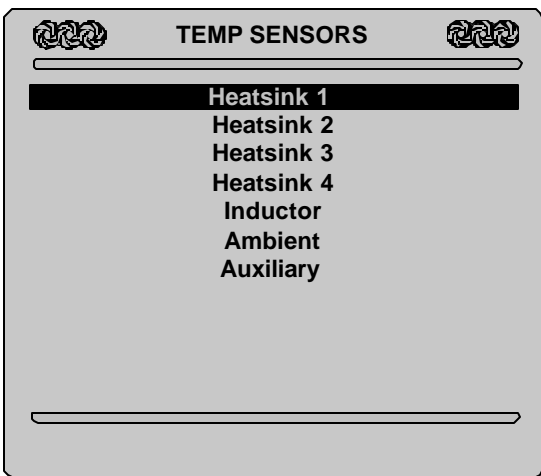 TEMP SENSORS
Heatsink 1
Heatsink 2
Heatsink 3
Heatsink 4
Inductor
Ambient
Auxiliary